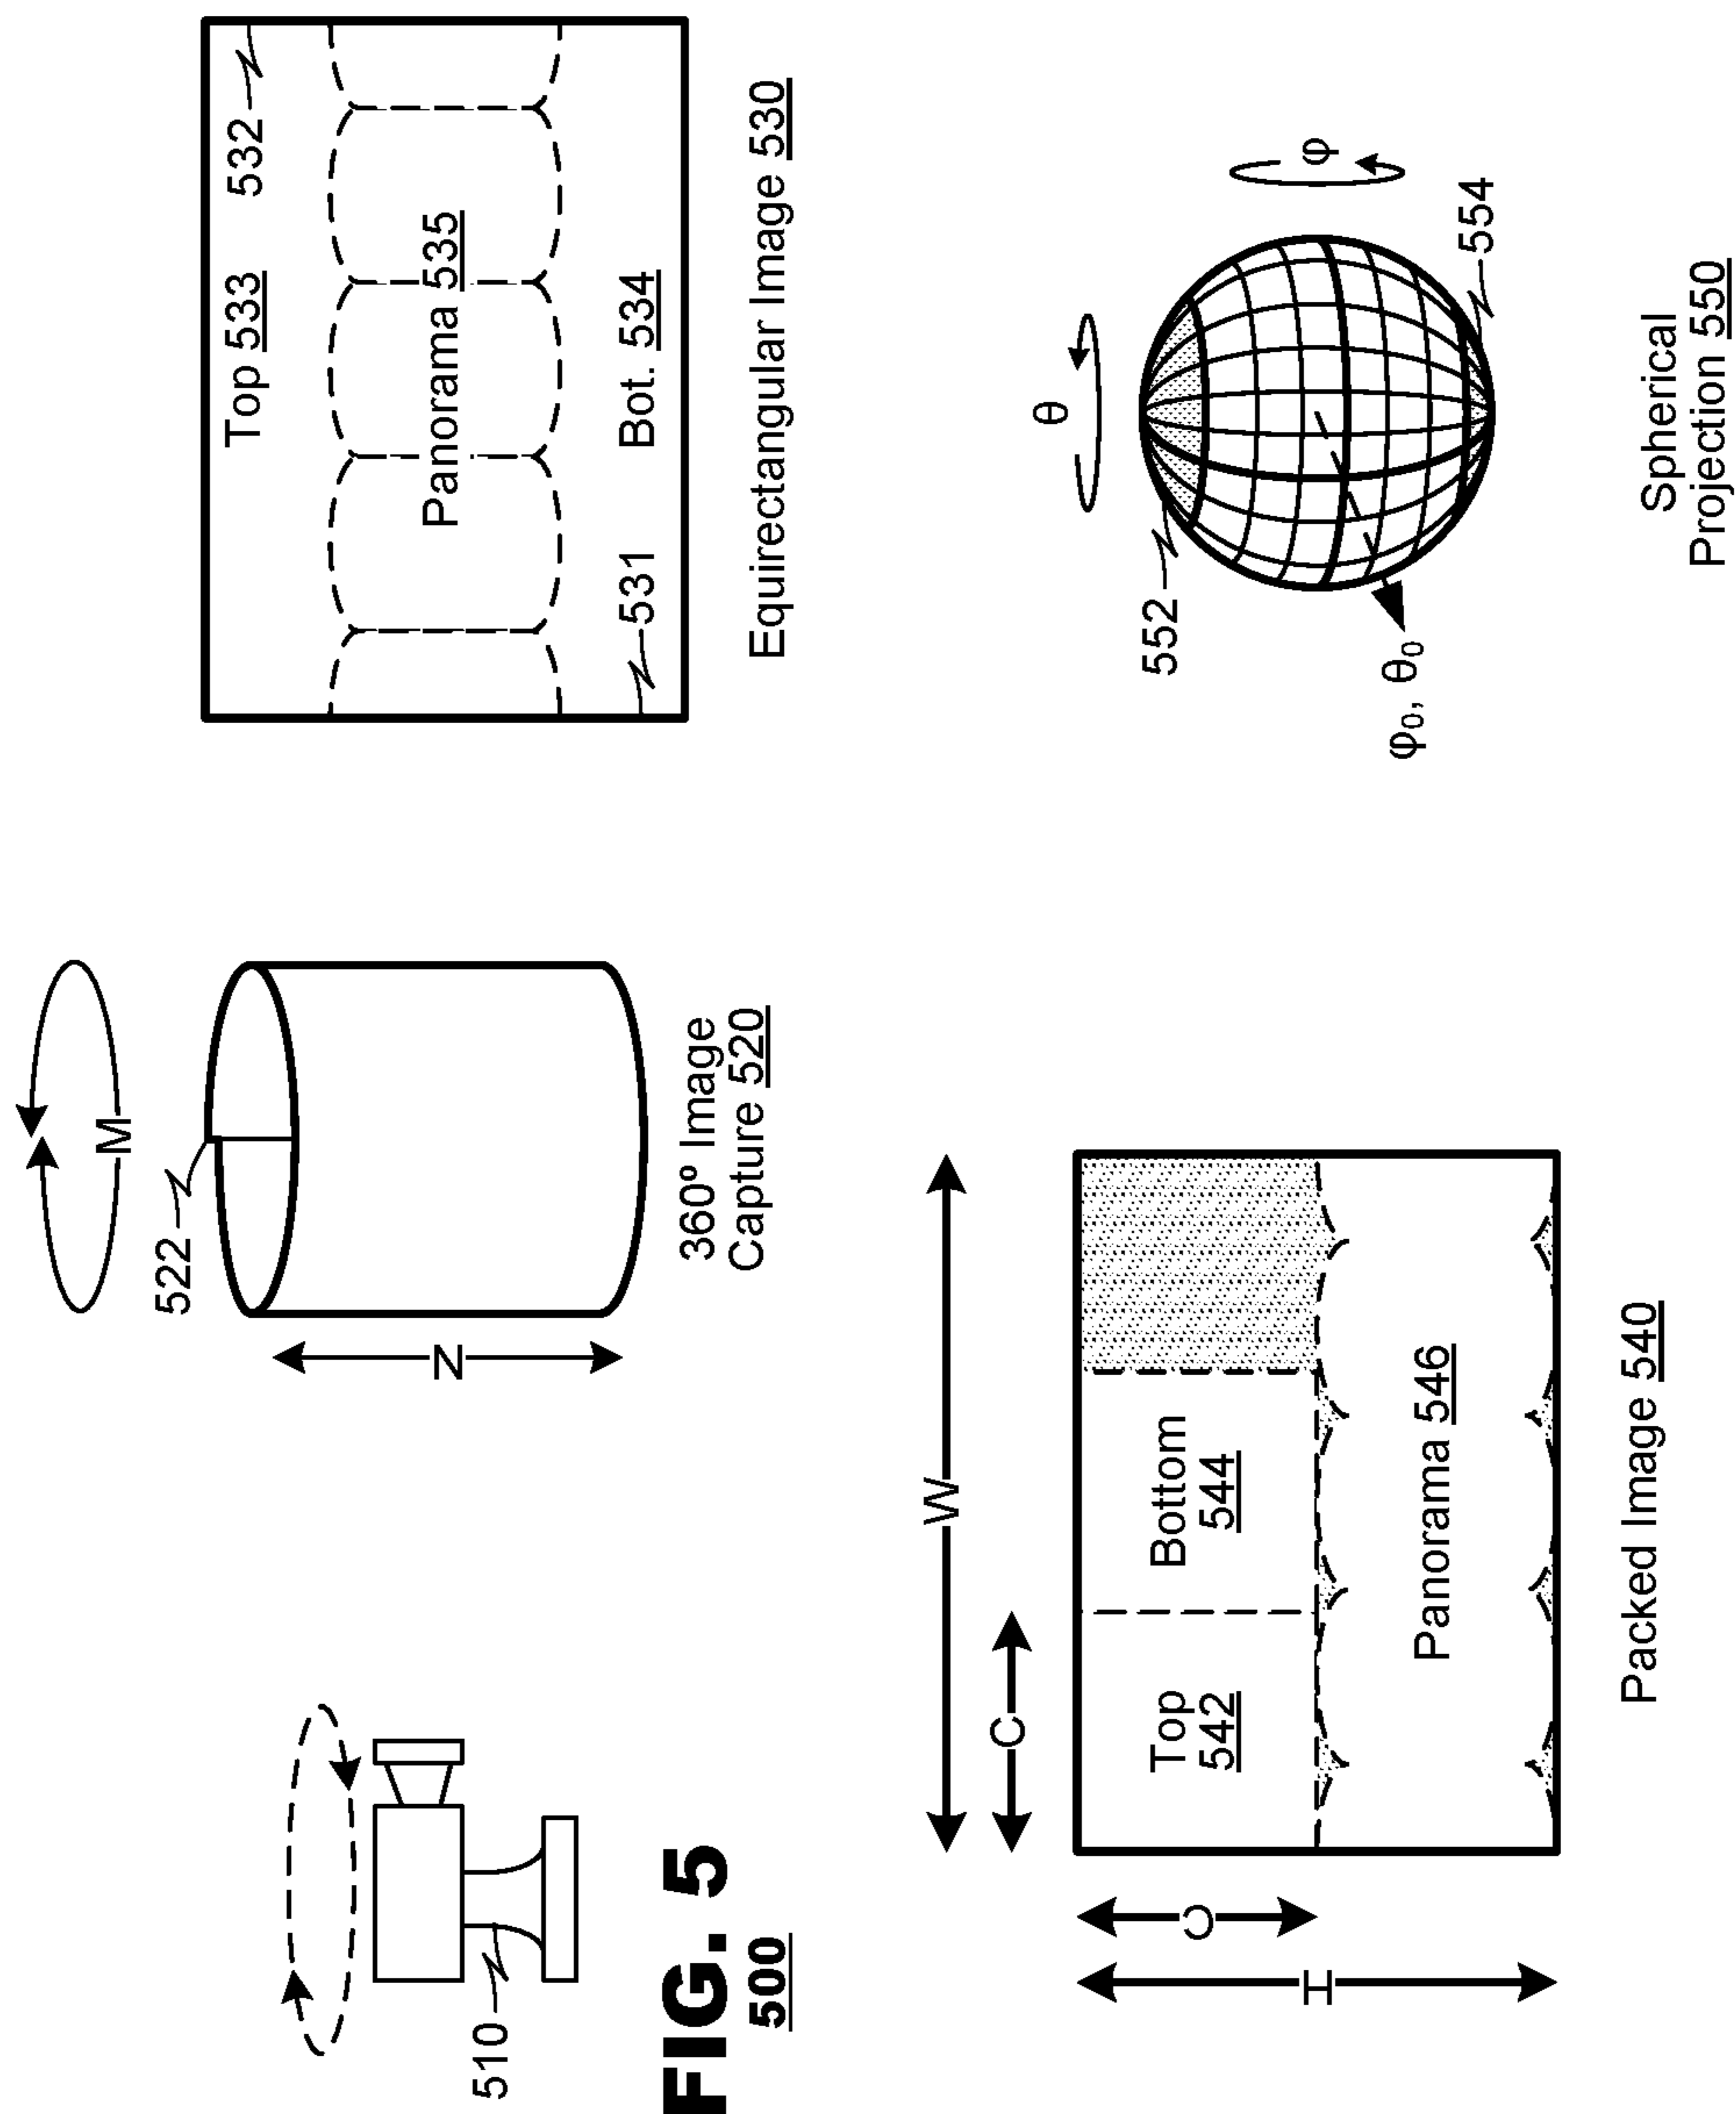 510
FIG. 5
500
M
522
N
360º Image
Capture 520
Top 533
532
Panorama 535
531
Bot. 534
Equirectangular Image 530
W
C
C
H
Top
542
Bottom
544
Panorama 546
Packed Image 540
θ
φ
552
554
φ0, θ0
Spherical
Projection 550